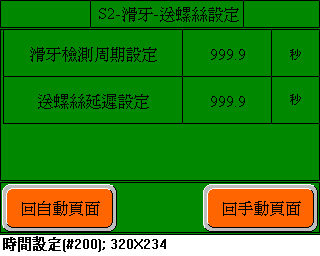 S2-滑牙-送螺絲設定
滑牙檢測周期設定 999.9 秒
送螺絲延遲設定 999.9 秒
回自動頁面 回手動頁面
時間設定(#200); 320X234